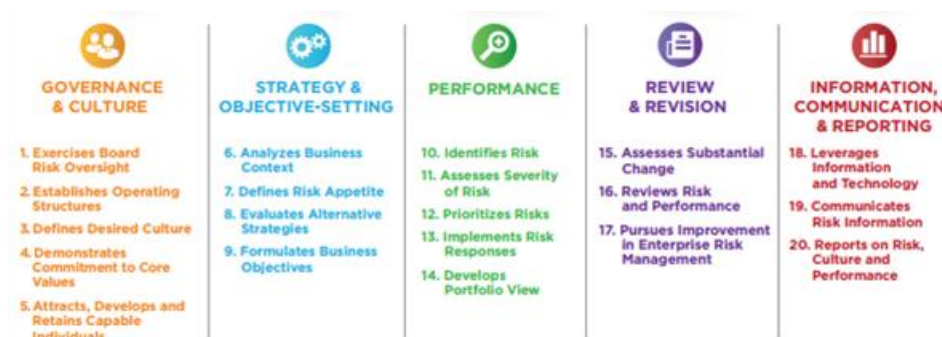 GOVERNANCE
& CULTURE
1. Exercises Board
Risk Oversight
2. Establishes Operating
Structures
3. Defines Desired Culture
4. Demonstrates
Commitment to Core
Values
5. Attracts, Develops and
Retains Capable
Individuals
STRATEGY &
OBJECTIVE-SETTING
6. Analyzes Business
Context
7. Defines Risk Appetite
8. Evaluates Alternative
Strategies
9. Formulates Business
Objectives
PERFORMANCE
10. Identifies Risk
11. Assesses Severity
of Risk
12. Prioritizes Risks
13. Implements Risk
Responses
14. Develops
Portfolio View
REVIEW
& REVISION
15. Assesses Substantial
Change
16. Reviews Risk
and Performance
17. Pursues Improvement
in Enterprise Risk
Management
INFORMATION,
COMMUNICATION
& REPORTING
18. Leverages
Information
and Technology
19. Communicates
Risk Information
20. Reports on Risk,
Culture and
Performance